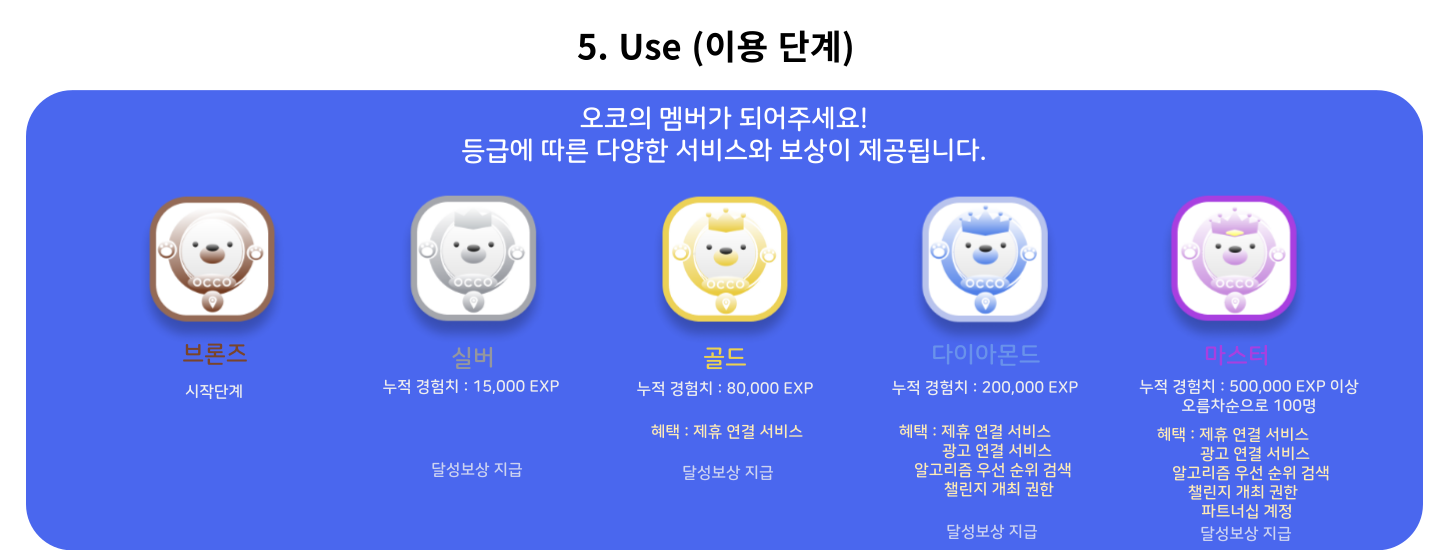 5. Use (이용 단계)
오코의 멤버가 되어주세요!
등급에 따른 다양한 서비스와 보상이 제공됩니다.
OCCO
브론즈
시작단계
OCCO
실버
누적 경험치 : 15,000 EXP
달성보상 지급
OCCO
골드
누적 경험치 : 80,000 EXP
혜택 : 제휴 연결 서비스
달성보상 지급
OCCO
다이아몬드
누적 경험치 : 200,000 EXP
혜택 : 제휴 연결 서비스
광고 연결 서비스
알고리즘 우선 순위 검색
챌린지 개최 권한
달성보상 지급
OCCO
마스터
누적 경험치 : 500,000 EXP 이상
오름차순으로 100명
혜택 : 제휴 연결 서비스
광고 연결 서비스
알고리즘 우선 순위 검색
챌린지 개최 권한
파트너십 계정
달성보상 지급